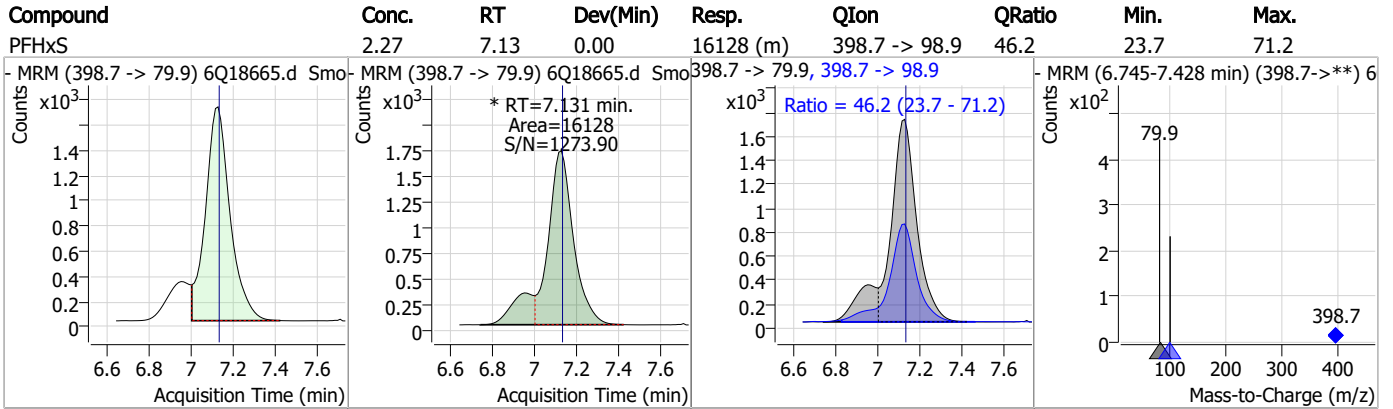 Compound Conc. RT Dev(Min) Resp. QIon QRatio Min. Max.
PFHxS 2.27 7.13 0.00 16128 (m) 398.7 -> 98.9 46.2 23.7 71.2
- MRM (398.7 -> 79.9) 6Q18665.d Smo
Counts
x10³
1.4
1.2
1
0.8
0.6
0.4
0.2
0
6.6 6.8 7 7.2 7.4 7.6
Acquisition Time (min)
- MRM (398.7 -> 79.9) 6Q18665.d Smo
Counts
x10³
* RT=7.131 min.
Area=16128
S/N=1273.90
1.75
1.5
1.25
1
0.75
0.5
0.25
0
6.6 6.8 7 7.2 7.4 7.6
Acquisition Time (min)
398.7 -> 79.9, 398.7 -> 98.9
Counts
x10³
Ratio = 46.2 (23.7 - 71.2)
1.6
1.4
1.2
1
0.8
0.6
0.4
0.2
0
6.6 6.8 7 7.2 7.4 7.6
Acquisition Time (min)
- MRM (6.745-7.428 min) (398.7->**) 6
Counts
x10²
79.9
4
3
2
1
0
398.7
100 200 300 400
Mass-to-Charge (m/z)